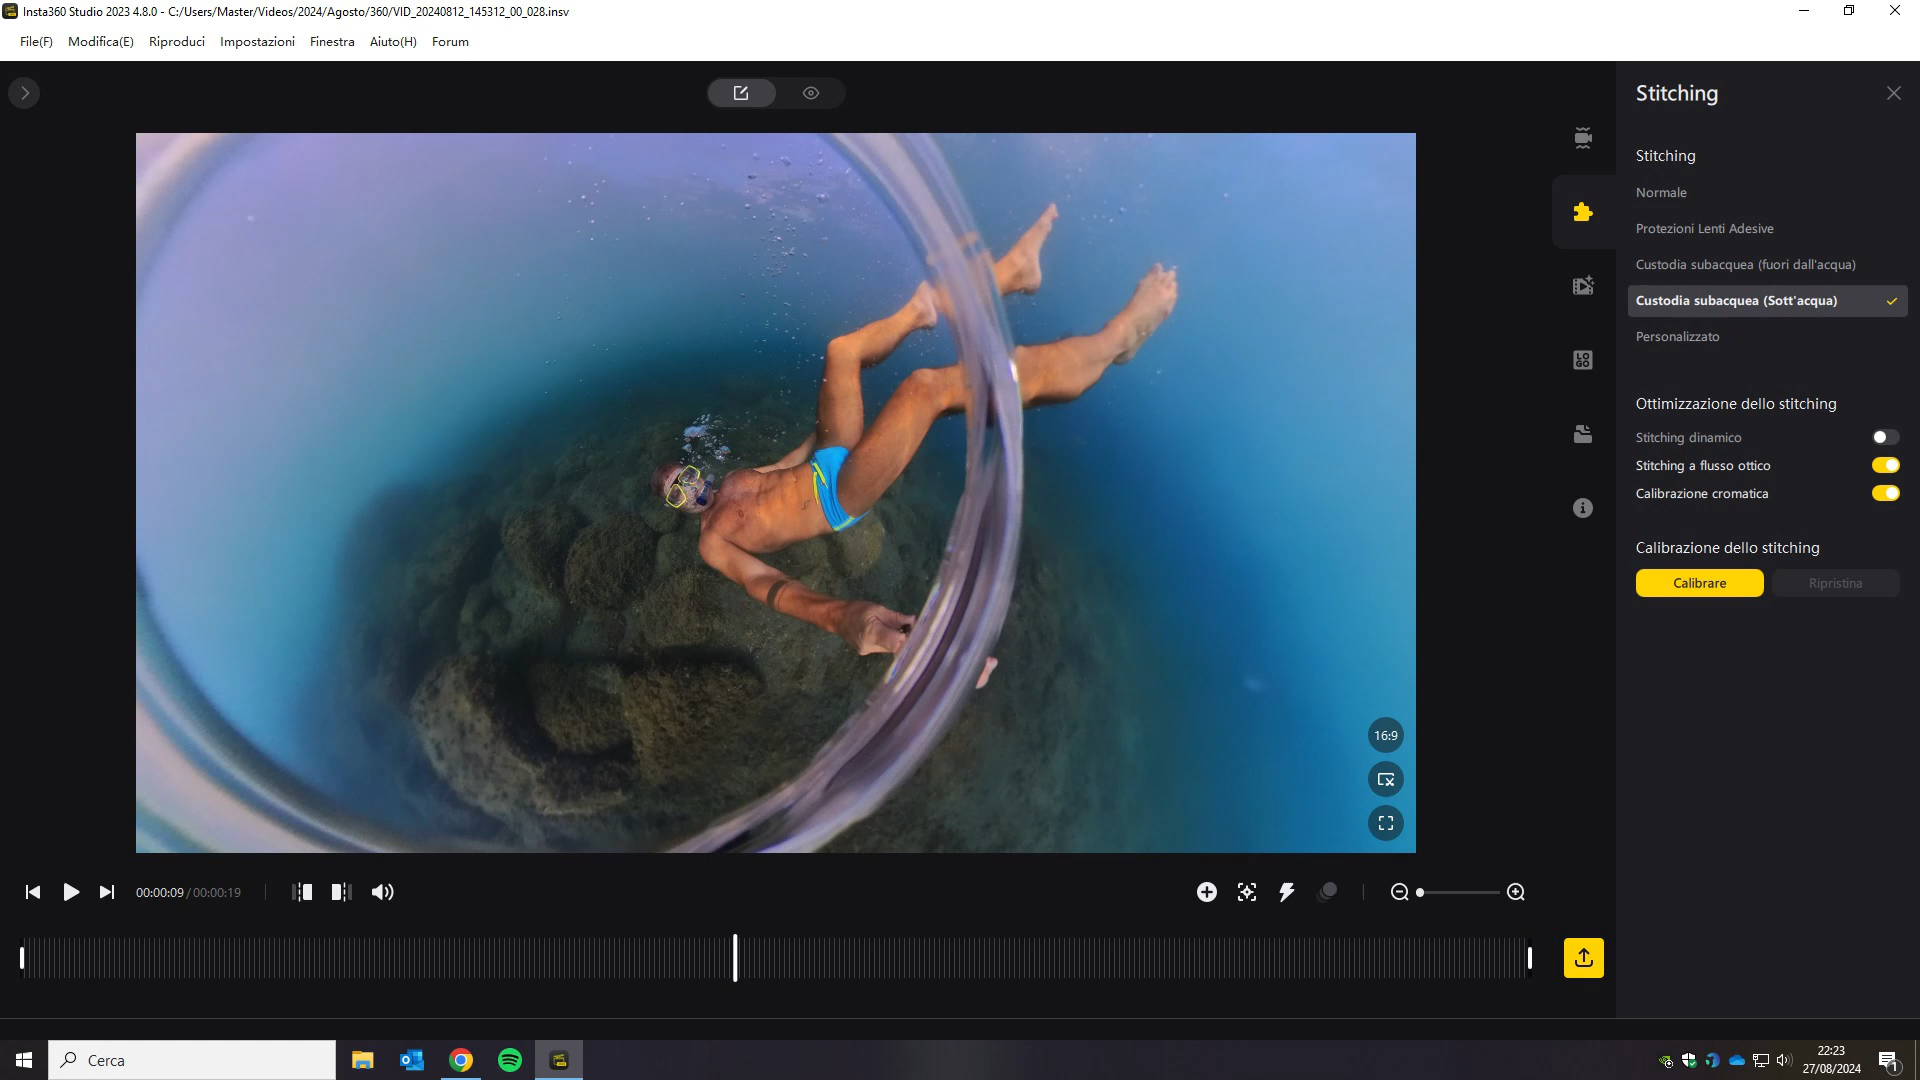 Insta360 Studio 2023 4.8.0 - C:/Users/Master/Videos/2024/Agosto/360/VID_20240812_145312_00_028.insv
File(F) Modifica(E) Riproduci Impostazioni Finestra Aiuto(H) Forum
Stitching
Stitching
Normale
Protezioni Lenti Adesive
Custodia subacquea (fuori dall'acqua)
Custodia subacquea (Sott'acqua)
Personalizzato
LOGO
Ottimizzazione dello stitching
Stitching dinamico
Stitching a flusso ottico
Calibrazione cromatica
Calibrazione dello stitching
Calibrare Ripristina
16:9
00:00:09 / 00:00:19
Cerca
22:23
27/08/2024
1